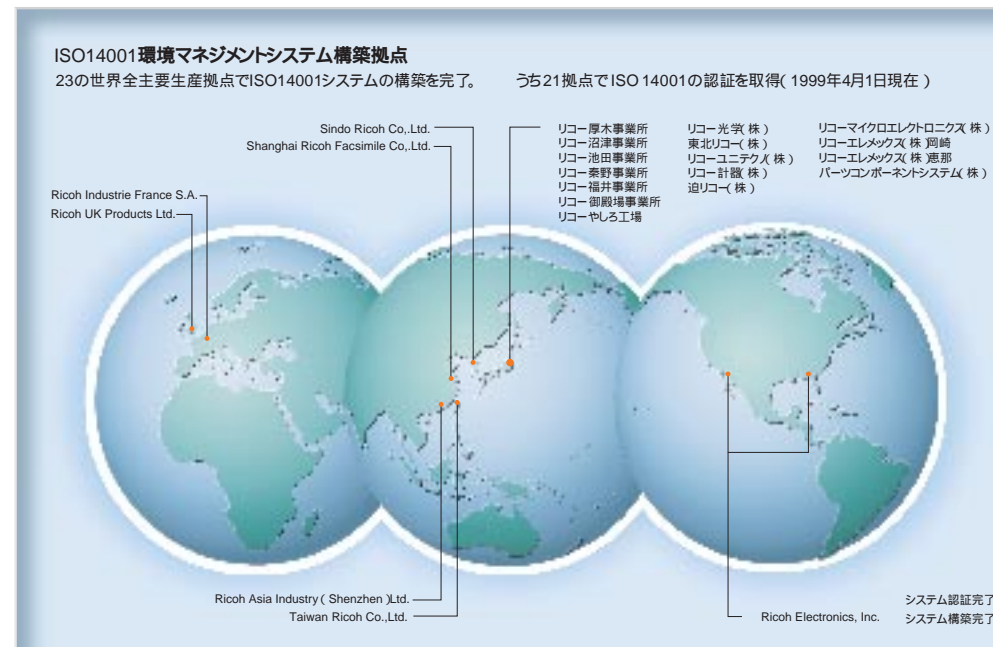 ISO14001環境マネジメントシステム構築拠点
23の世界全主要生産拠点でISO14001システムの構築を完了。 うち21拠点でISO 14001の認証を取得( 1999年4月1日現在 )
Sindo Ricoh Co,.Ltd.
Shanghai Ricoh Facsimile Co,.Ltd.
Ricoh Industrie France S.A.
Ricoh UK Products Ltd.
リコー厚木事業所
リコー沼津事業所
リコー池田事業所
リコー秦野事業所
リコー福井事業所
リコー御殿場事業所
リコーやしろ工場
リコー光学( 株 )
東北リコー( 株 )
リコーユニテクノ( 株 )
リコー計器( 株 )
迫リコー( 株 )
リコーマイクロエレクトロニクス( 株 )
リコーエレメックス( 株 )岡崎
リコーエレメックス( 株 )恵那
パーツコンポーネントシステム( 株 )
Ricoh Asia Industry ( Shenzhen )Ltd.
Taiwan Ricoh Co.,Ltd.
Ricoh Electronics, Inc.
システム認証完了
システム構築完了